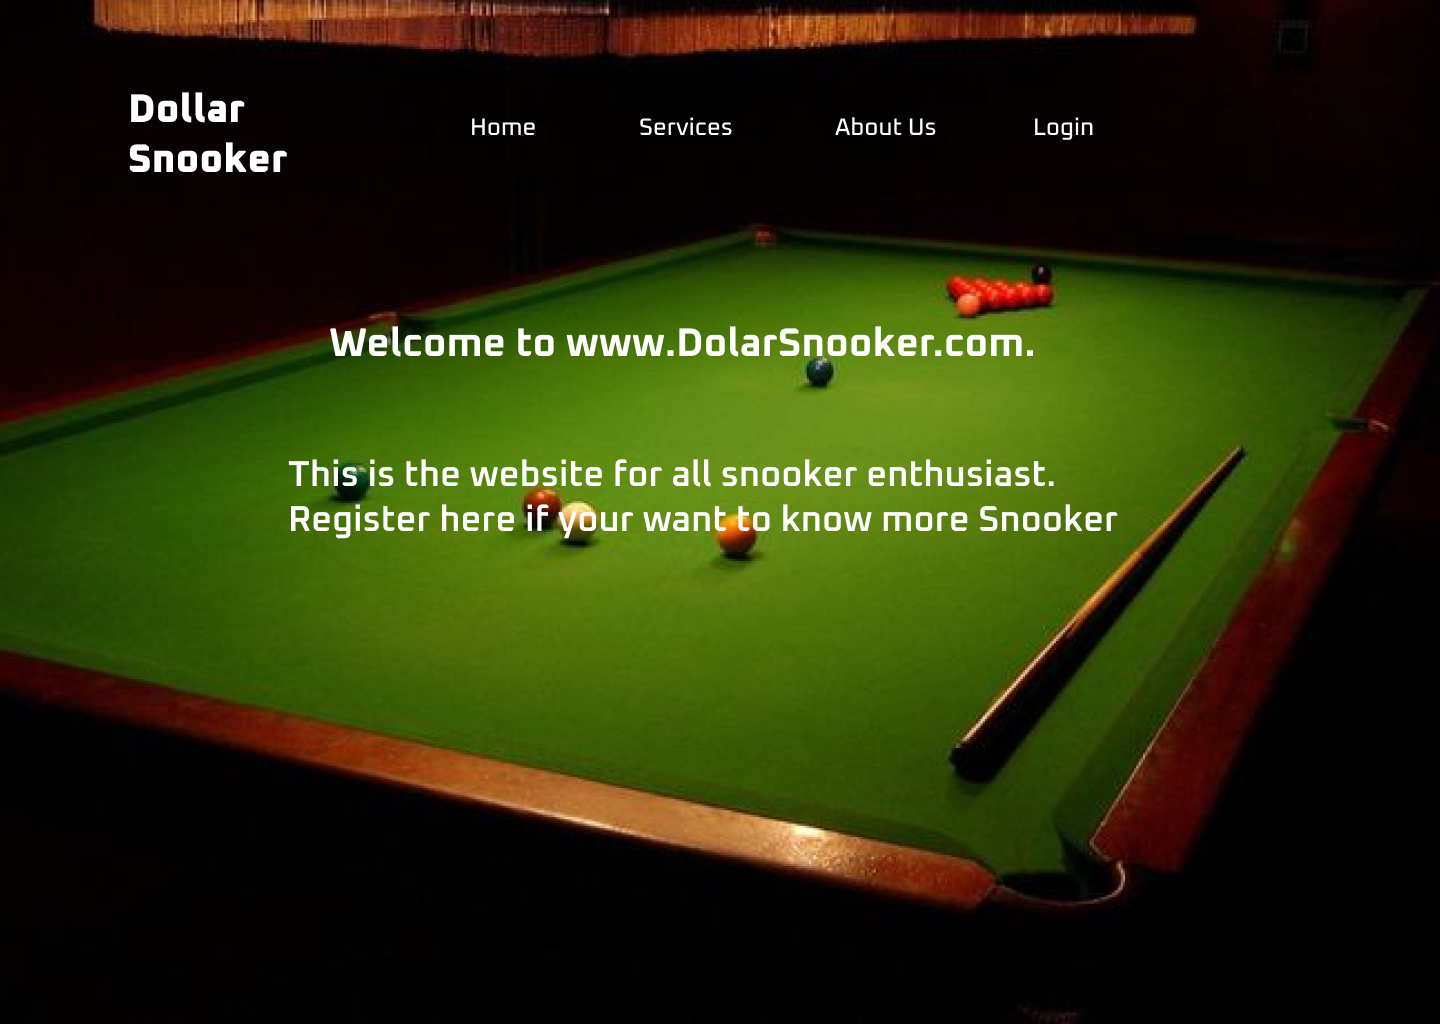 Dollar
Snooker
Home
Services
About Us
Login
Welcome to www.DolarSnooker.com.
This is the website for all snooker enthusiast.
Register here if your want to know more Snooker